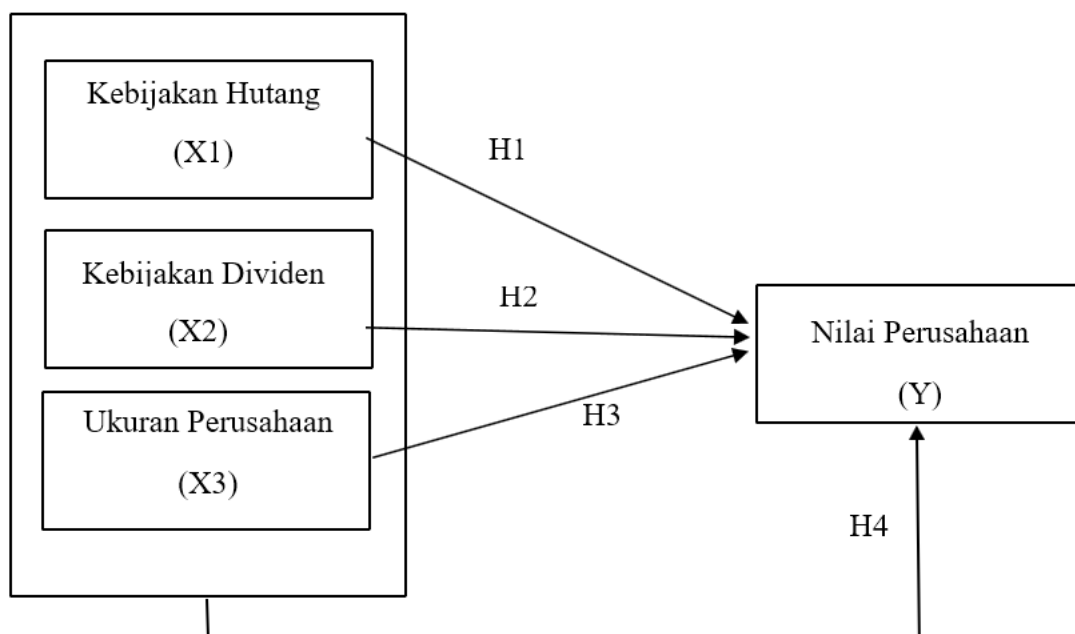 Kebijakan Hutang
(X1)
H1
Kebijakan Dividen
(X2)
H2
Nilai Perusahaan
(Y)
Ukuran Perusahaan
(X3)
H3
H4